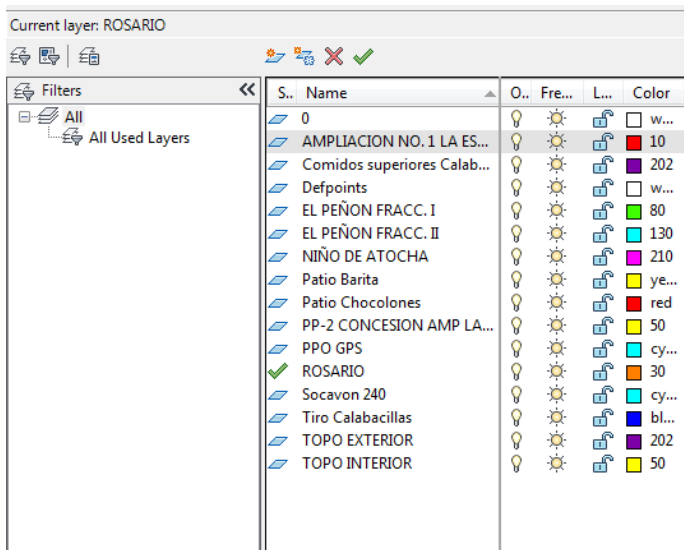 Current layer: ROSARIO
Filters
All
All Used Layers
S.. Name O.. Fre... L... Color
0 w...
AMPLIACION NO. 1 LA ES... 10
Comidos superiores Calab... 202
Defpoints w...
EL PEÑON FRACC. I 80
EL PEÑON FRACC. II 130
NIÑO DE ATOCHA 210
Patio Barita ye...
Patio Chocolones red
PP-2 CONCESION AMP LA... 50
PPO GPS cy...
ROSARIO 30
Socavon 240 cy...
Tiro Calabacillas bl...
TOPO EXTERIOR 202
TOPO INTERIOR 50